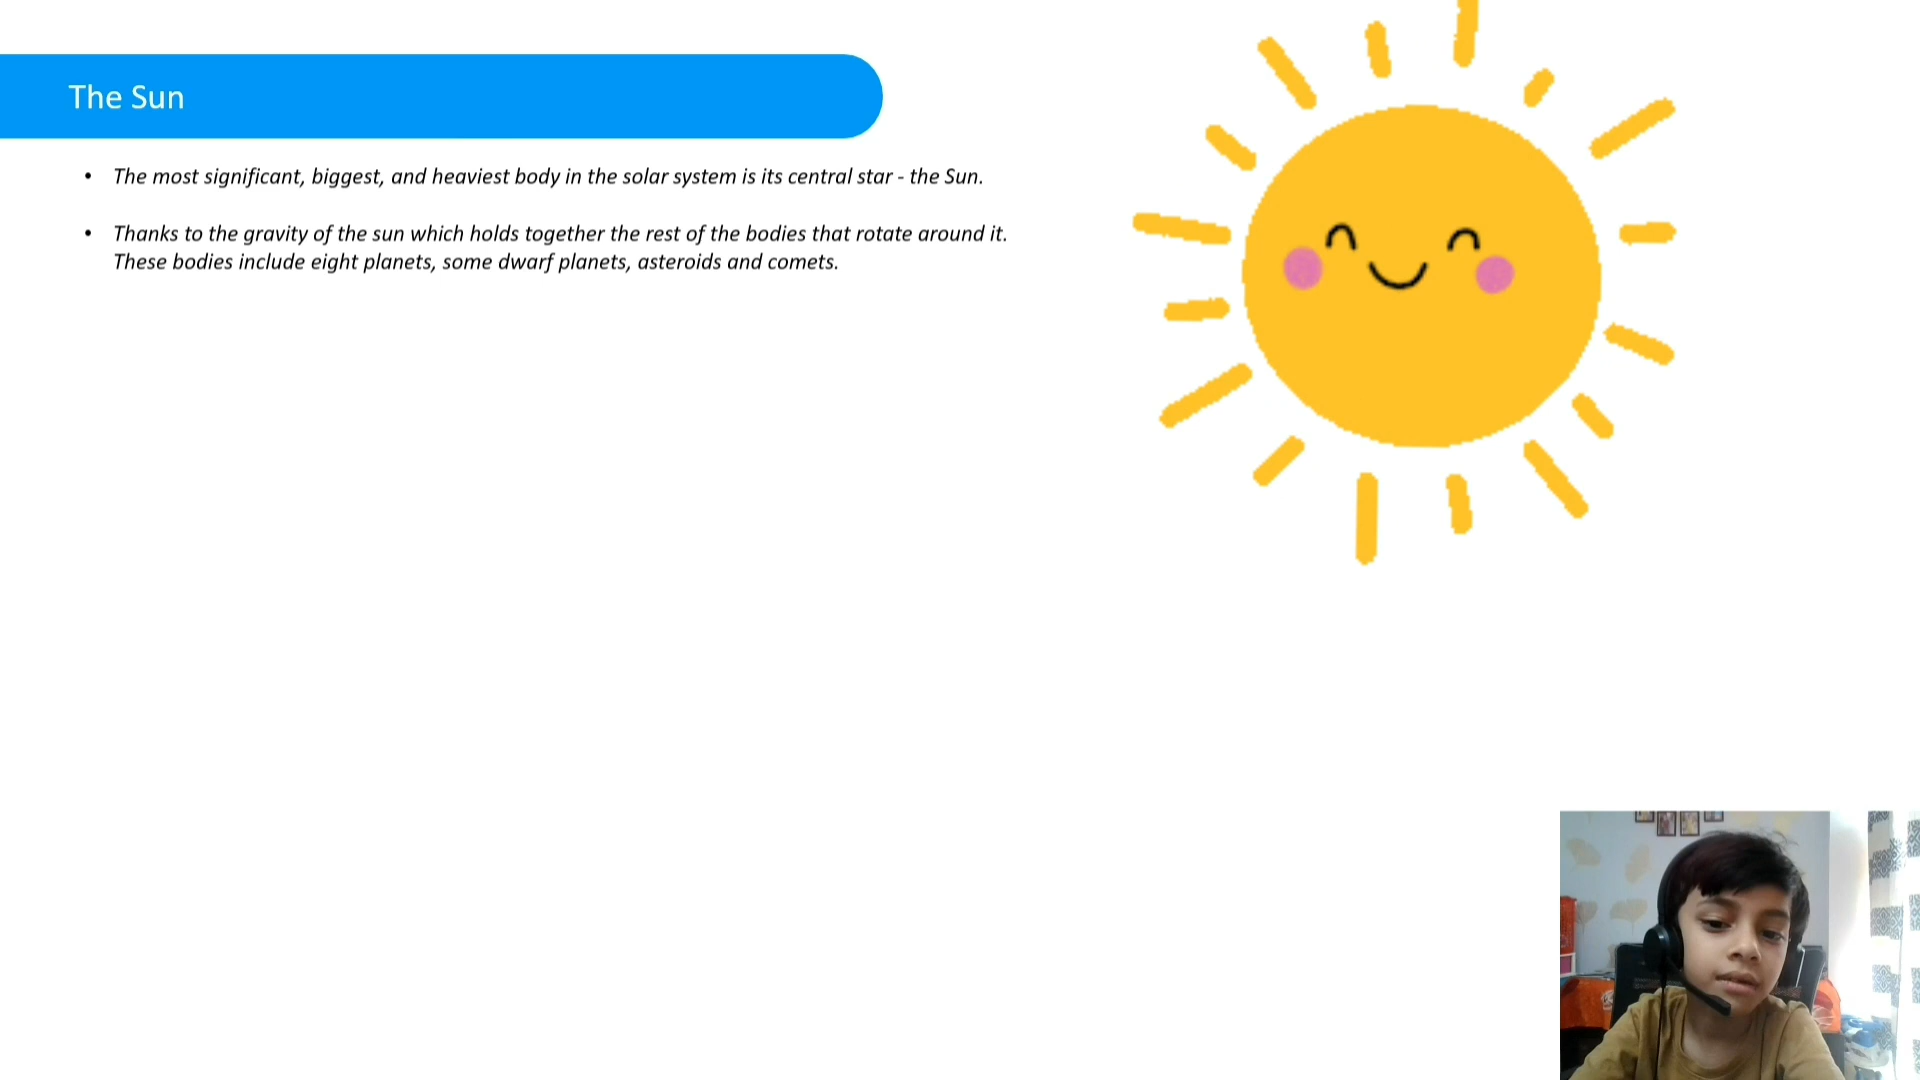 The Sun
• The most significant, biggest, and heaviest body in the solar system is its central star - the Sun.
• Thanks to the gravity of the sun which holds together the rest of the bodies that rotate around it.
These bodies include eight planets, some dwarf planets, asteroids and comets.